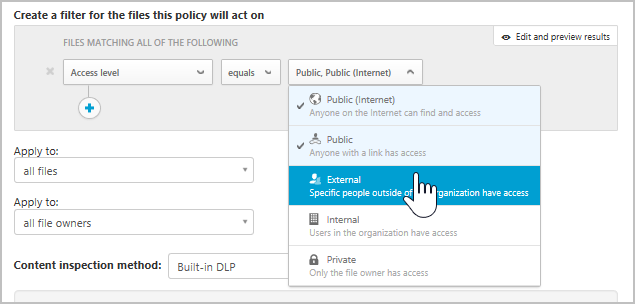 Create a filter for the files this policy will act on
FILES MATCHING ALL OF THE FOLLOWING
Edit and preview results
Access level
equals
Public, Public (Internet)
Public (Internet)
Anyone on the Internet can find and access
Public
Anyone with a link has access
External
Specific people outside of organization have access
Internal
Users in the organization have access
Private
Only the file owner has access
Apply to:
all files
Apply to:
all file owners
Content inspection method:
Built-in DLP